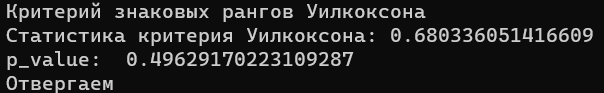 Критерий знаковых рангов Уилкоксона
Статистика критерия Уилкоксона: 0.680336051416609
p_value:  0.49629170223109287
Отвергаем